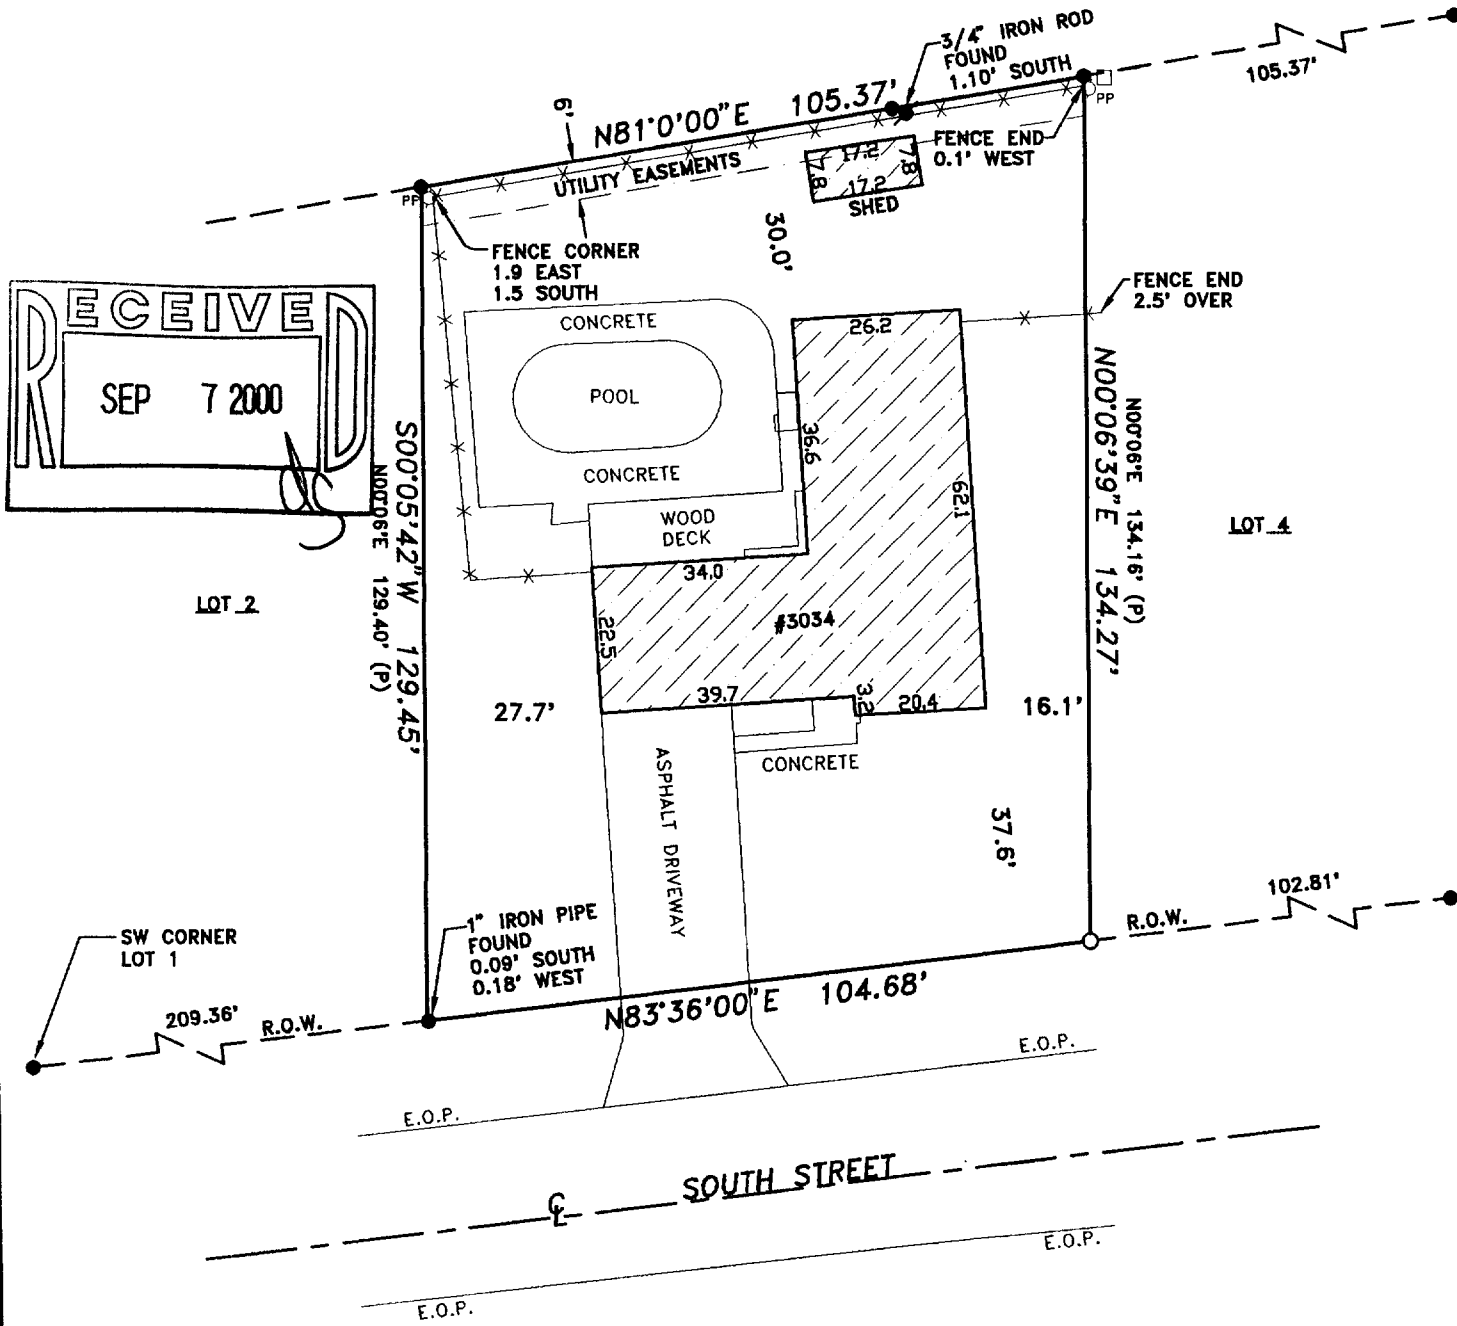 3/4" IRON ROD
FOUND
1.10' SOUTH
105.37'
6'
N81°0'00"E 105.37'
PP
FENCE END
0.1' WEST
UTILITY EASEMENTS
17.2
7.8
7.8
17.2
SHED
PP
30.0'
FENCE CORNER
1.9 EAST
1.5 SOUTH
FENCE END
2.5' OVER
RECEIVED
SEP 7 2000
CONCRETE
POOL
CONCRETE
WOOD
DECK
26.2
36.6
62.1
34.0
22.5
#3034
39.7
3.2
20.4
S00°05'42"W 129.45'
N00°06'E 129.40' (P)
N00°06'39"E 134.27'
N00°06'E 134.16' (P)
LOT 4
LOT 2
27.7'
16.1'
CONCRETE
ASPHALT DRIVEWAY
37.6'
102.81'
R.O.W.
1" IRON PIPE
FOUND
0.09' SOUTH
0.18' WEST
SW CORNER
LOT 1
209.36'
R.O.W.
N83°36'00"E 104.68'
E.O.P.
E.O.P.
SOUTH STREET
CL
E.O.P.
E.O.P.